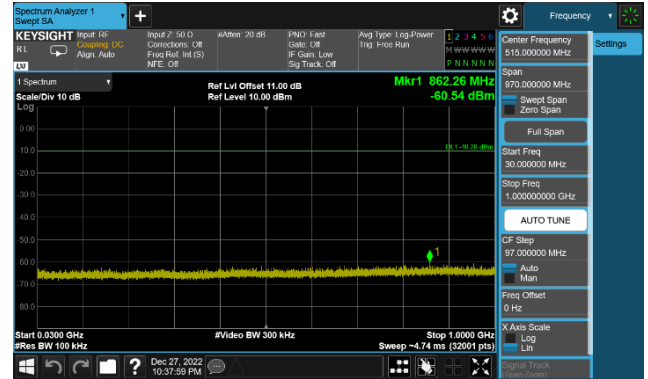 Spectrum Analyzer 1
Swept SA
Frequency
KEYSIGHT
R L
LXI
Input: RF
Coupling: DC
Align: Auto
Input Z: 50 Ω
Corrections: Off
Freq Ref: Int (S)
NFE: Off
#Atten: 20 dB
PNO: Fast
Gate: Off
IF Gain: Low
Sig Track: Off
Avg Type: Log-Power
Trig: Free Run
1 2 3 4 5 6
M W W W W W
P N N N N N
1 Spectrum
Scale/Div 10 dB
Log
Ref Lvl Offset 11.00 dB
Ref Level 10.00 dBm
Mkr1 862.26 MHz
-60.54 dBm
0.00
-10.0
-20.0
-30.0
-40.0
-50.0
-60.0
-70.0
-80.0
1
Start 0.0300 GHz
#Res BW 100 kHz
#Video BW 300 kHz
Stop 1.0000 GHz
Sweep ~4.74 ms (32001 pts)
Dec 27, 2022
10:37:59 PM
Center Frequency
515.000000 MHz
Settings
Span
970.000000 MHz
Swept Span
Zero Span
Full Span
Start Freq
30.000000 MHz
Stop Freq
1.000000000 GHz
AUTO TUNE
CF Step
97.000000 MHz
Auto
Man
Freq Offset
0 Hz
X Axis Scale
Log
Lin
Signal Track
(Span Zoom)